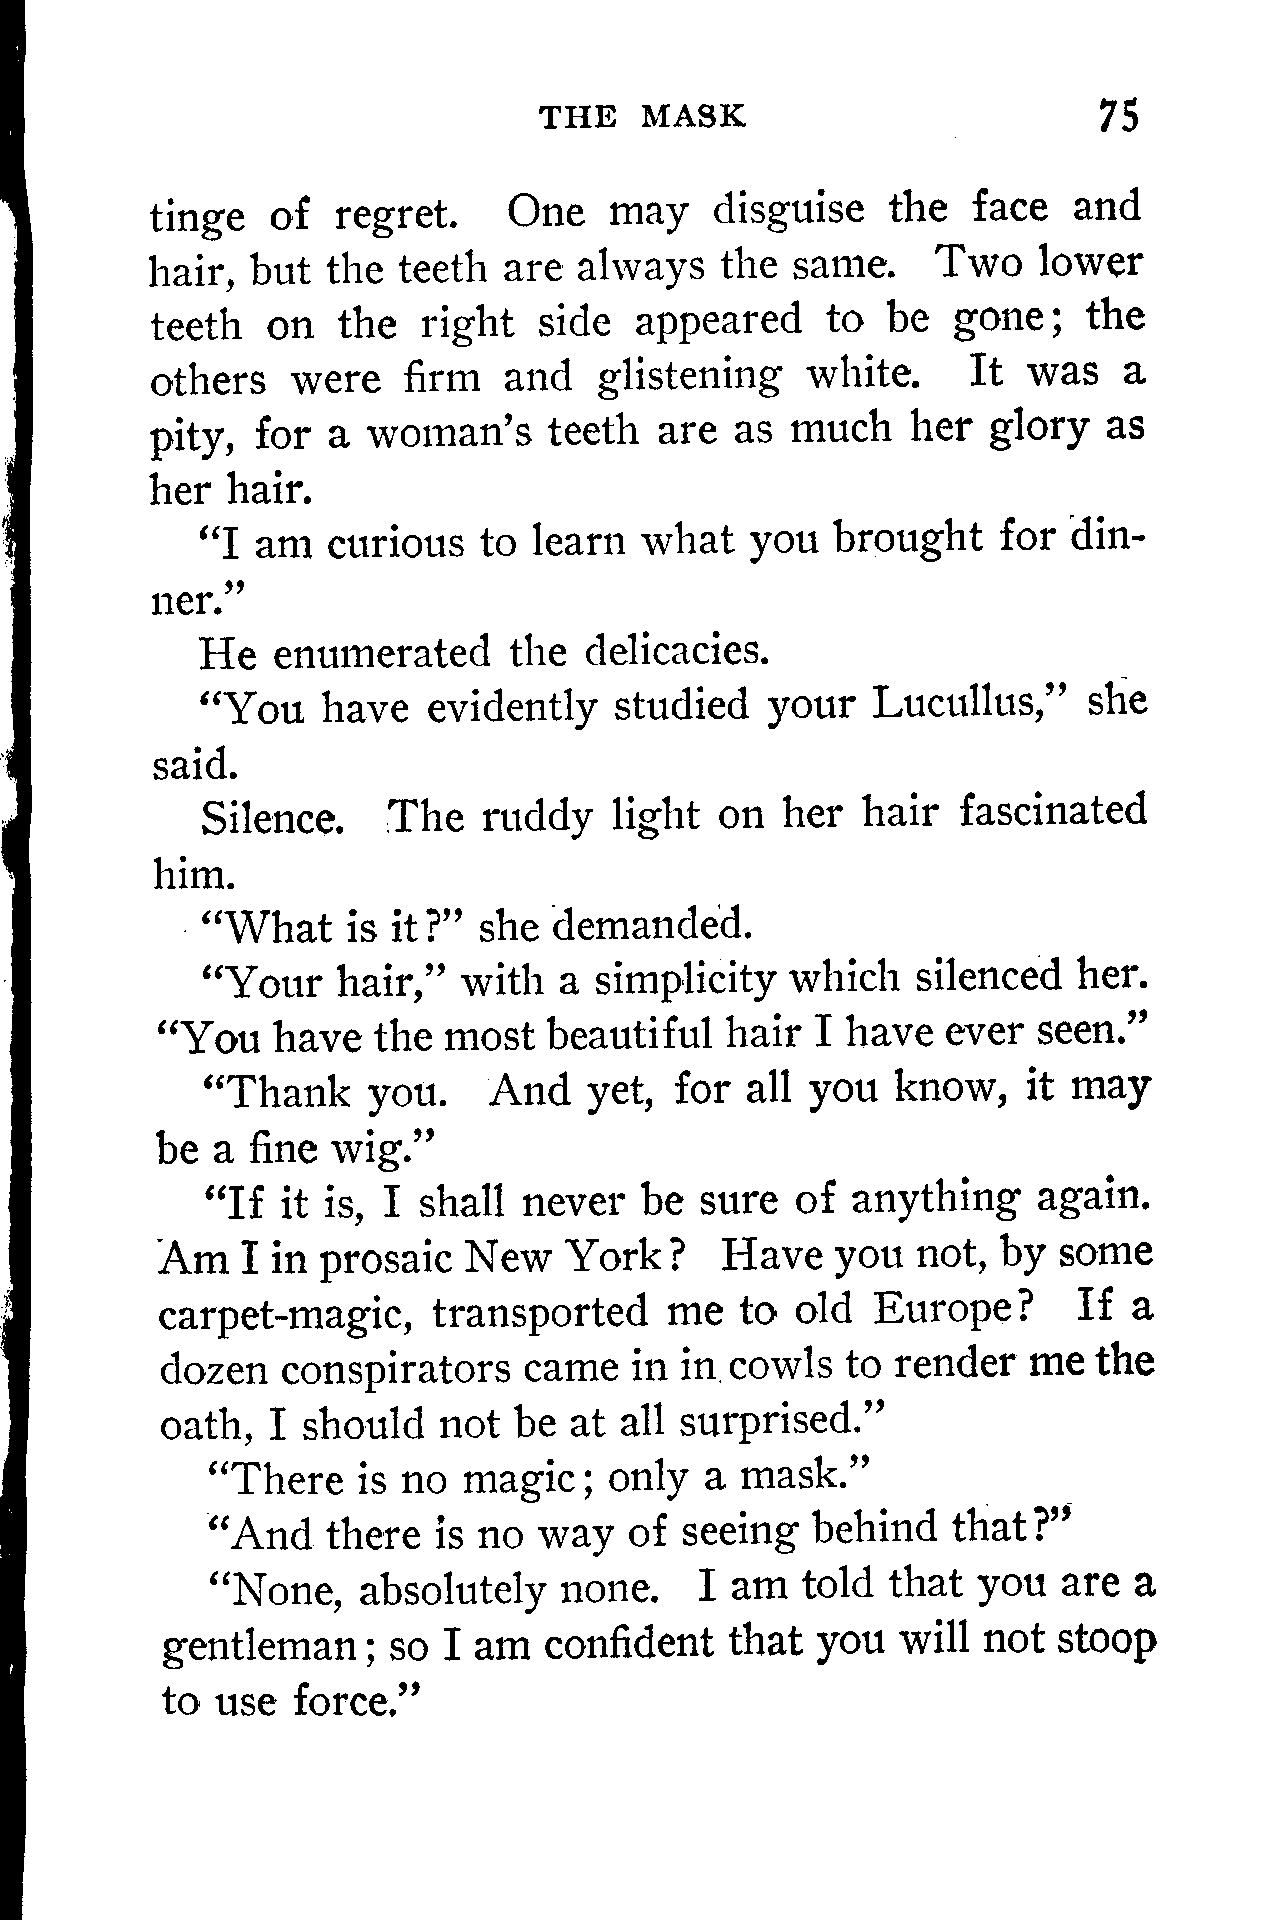 THE MASK 75
tinge of regret. One may disguise the face and
hair, but the teeth are always the same. Two lower
teeth on the right side appeared to be gone; the
others were firm and glistening white. It was a
pity, for a woman's teeth are as much her glory as
her hair.
“I am curious to learn what you brought for din-
ner.”
He enumerated the delicacies.
“You have evidently studied your Lucullus,” she
said.
Silence. The ruddy light on her hair fascinated
him.
“What is it?” she demanded.
“Your hair,” with a simplicity which silenced her.
“You have the most beautiful hair I have ever seen.”
“Thank you. And yet, for all you know, it may
be a fine wig.”
“If it is, I shall never be sure of anything again.
Am I in prosaic New York? Have you not, by some
carpet-magic, transported me to old Europe? If a
dozen conspirators came in in cowls to render me the
oath, I should not be at all surprised.”
“There is no magic; only a mask.”
“And there is no way of seeing behind that?”
“None, absolutely none. I am told that you are a
gentleman; so I am confident that you will not stoop
to use force.”